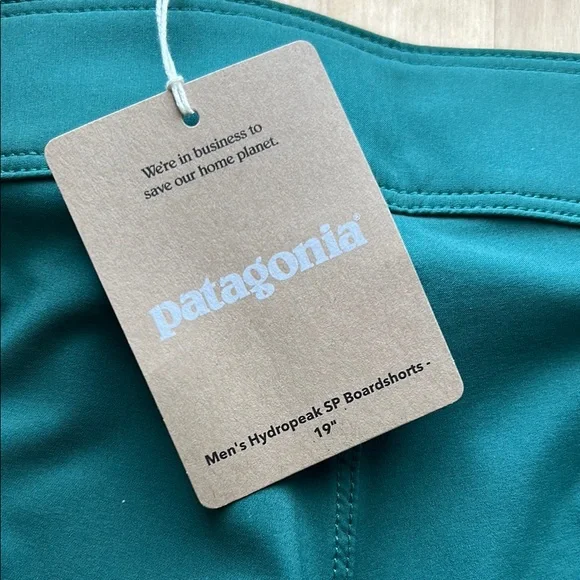 We're in business to
save our home planet.
patagonia®
Men's Hydropeak SP Boardshorts -
19"